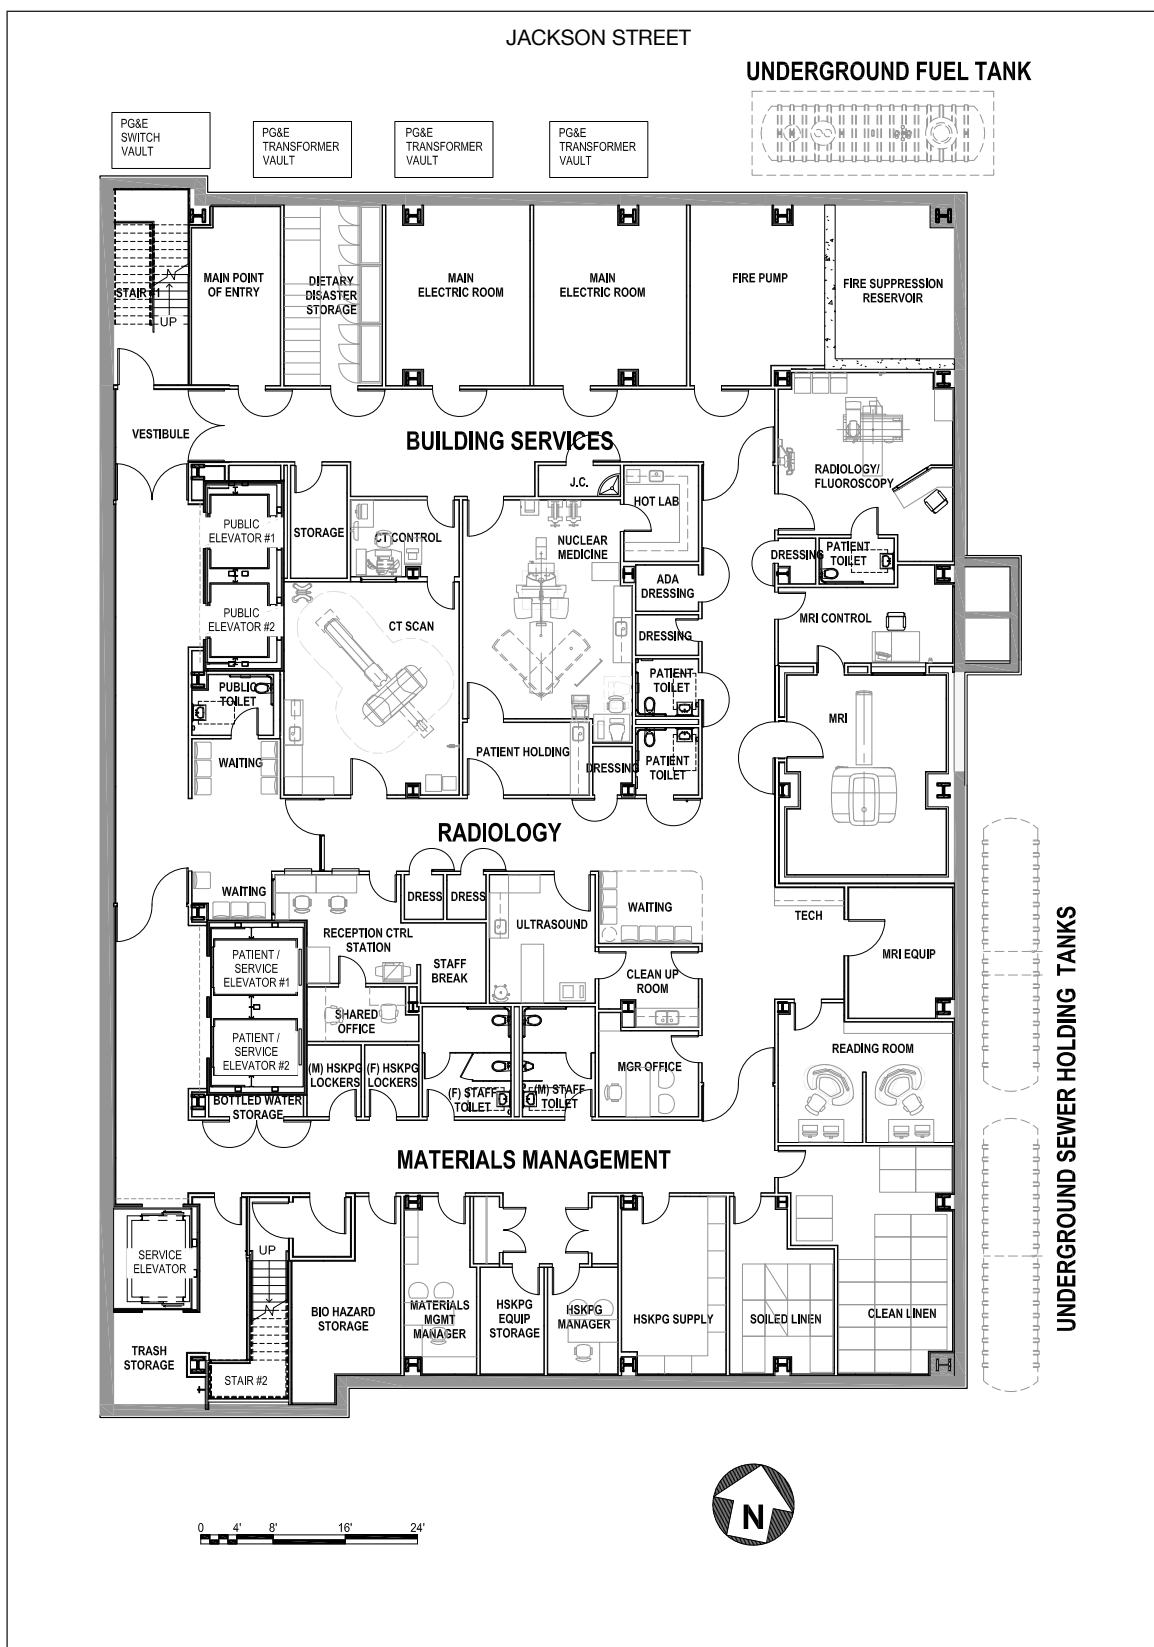 JACKSON STREET
UNDERGROUND FUEL TANK
PG&E
SWITCH
VAULT
PG&E
TRANSFORMER
VAULT
PG&E
TRANSFORMER
VAULT
PG&E
TRANSFORMER
VAULT
STAIR #1
UP
MAIN POINT
OF ENTRY
DIETARY
DISASTER
STORAGE
MAIN
ELECTRIC ROOM
MAIN
ELECTRIC ROOM
FIRE PUMP
FIRE SUPPRESSION
RESERVOIR
VESTIBULE
BUILDING SERVICES
RADIOLOGY/
FLUOROSCOPY
J.C.
HOT LAB
PUBLIC
ELEVATOR #1
STORAGE
CT CONTROL
NUCLEAR
MEDICINE
DRESSING
PATIENT
TOILET
ADA
DRESSING
PUBLIC
ELEVATOR #2
CT SCAN
DRESSING
MRI CONTROL
PUBLIC
TOILET
PATIENT
TOILET
MRI
WAITING
PATIENT HOLDING
DRESSING
PATIENT
TOILET
RADIOLOGY
WAITING
DRESS
DRESS
WAITING
TECH
RECEPTION CTRL
STATION
ULTRASOUND
PATIENT /
SERVICE
ELEVATOR #1
STAFF
BREAK
CLEAN UP
ROOM
MRI EQUIP
SHARED
OFFICE
PATIENT /
SERVICE
ELEVATOR #2
(M) HSKPG
LOCKERS
(F) HSKPG
LOCKERS
(F) STAFF
TOILET
(M) STAFF
TOILET
MGR OFFICE
READING ROOM
BOTTLED WATER
STORAGE
MATERIALS MANAGEMENT
UNDERGROUND SEWER HOLDING TANKS
SERVICE
ELEVATOR
UP
BIO HAZARD
STORAGE
MATERIALS
MGMT
MANAGER
HSKPG
EQUIP
STORAGE
HSKPG
MANAGER
HSKPG SUPPLY
SOILED LINEN
CLEAN LINEN
TRASH
STORAGE
STAIR #2
0 4' 8' 16' 24'
N